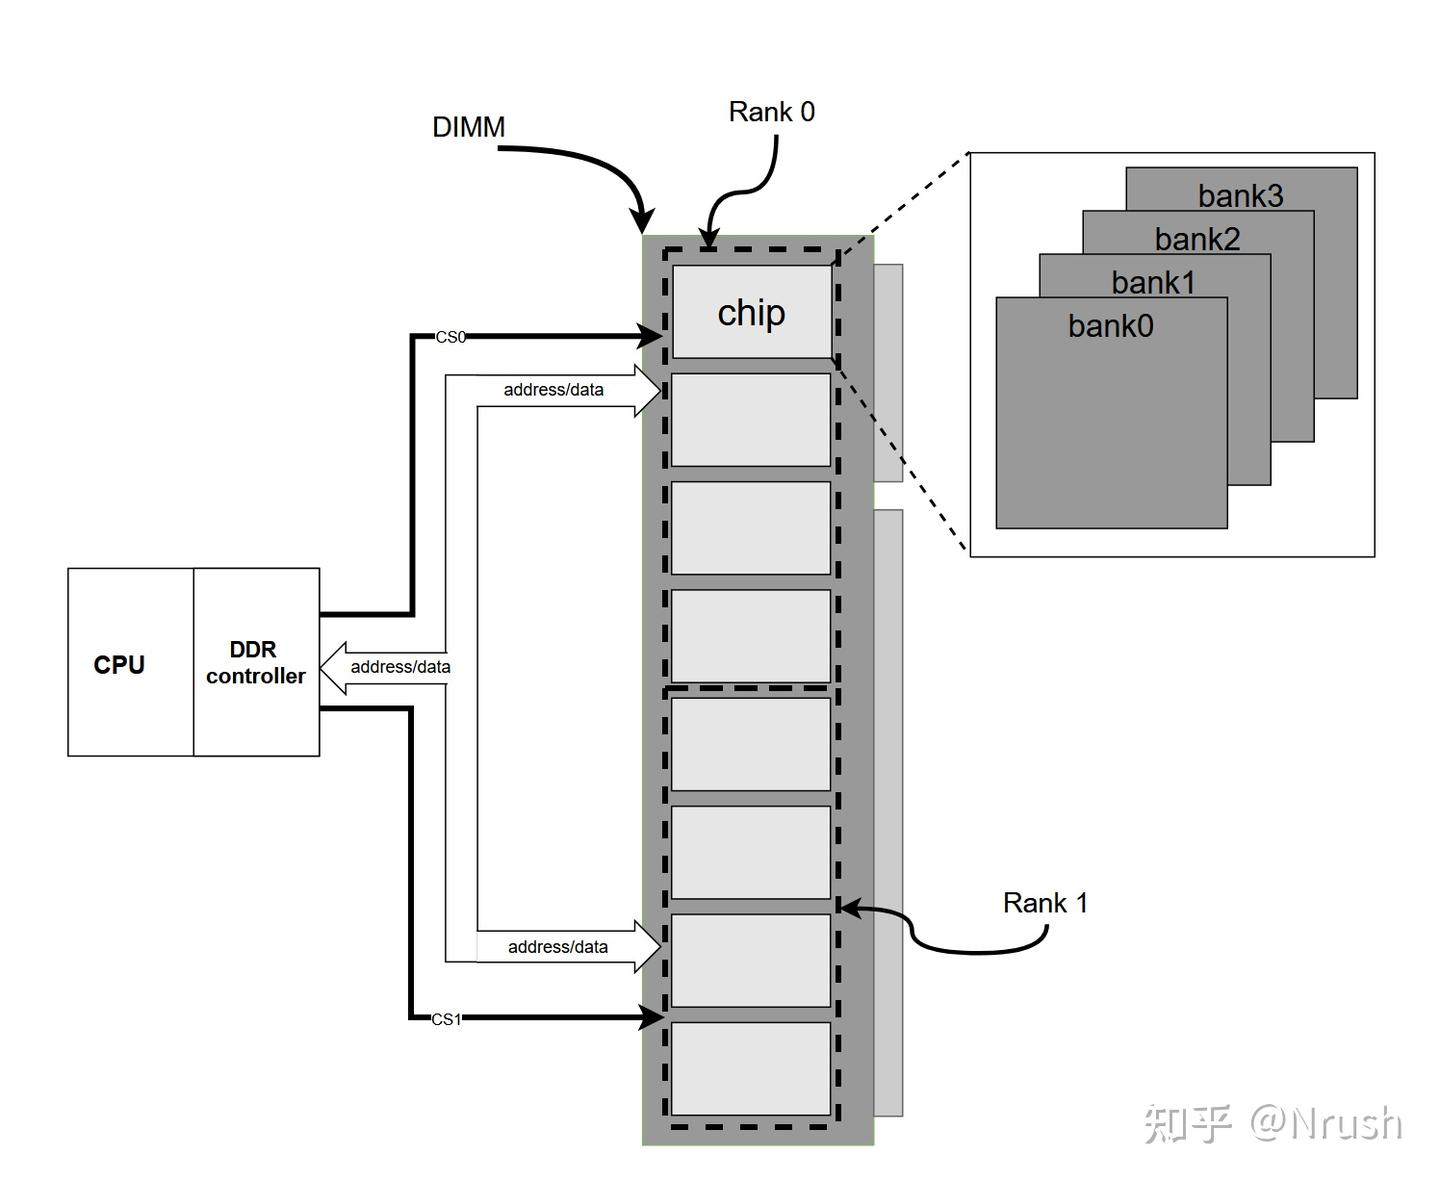 DIMM
Rank 0
bank3
bank2
bank1
bank0
chip
CS0
address/data
CPU
DDR
controller
address/data
Rank 1
address/data
CS1
知乎 @Nrush